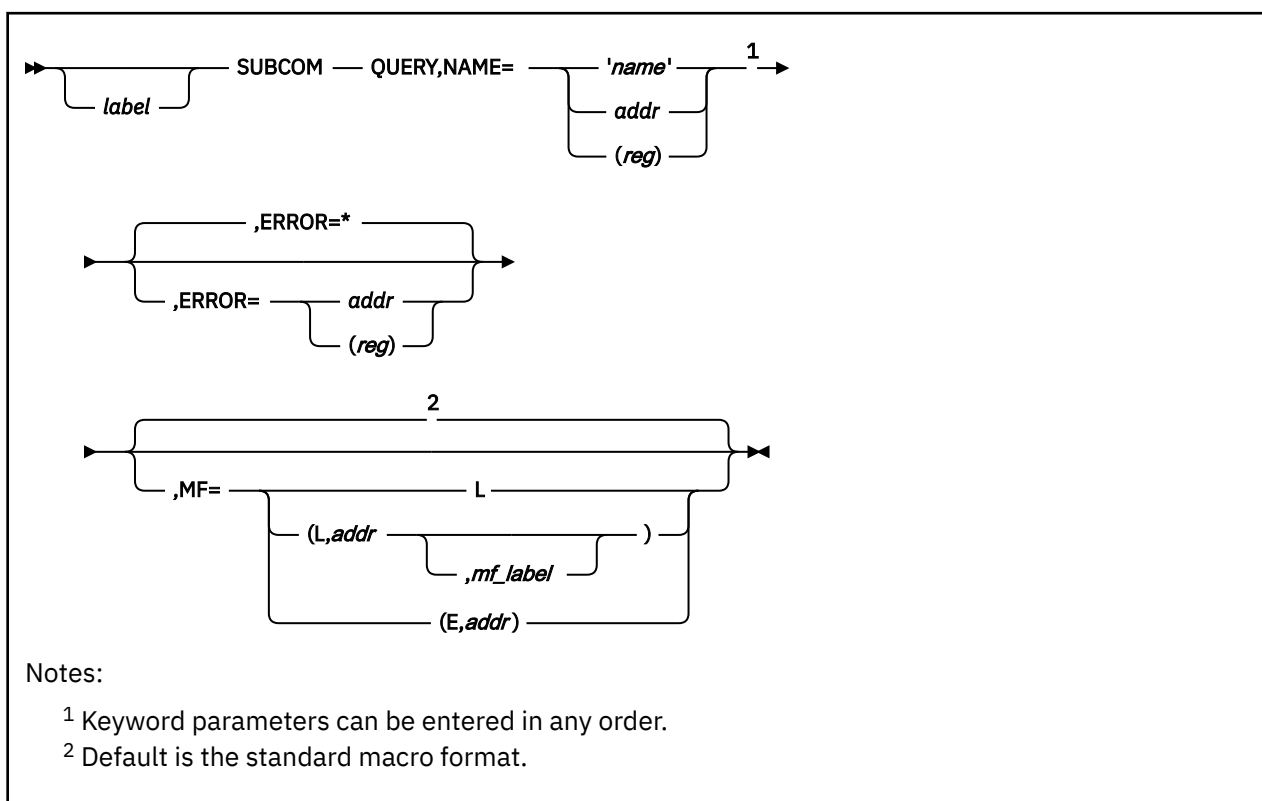 SUBCOM QUERY,NAME= 'name' 1
label addr
(reg)
,ERROR=*
,ERROR= addr
(reg)
2
,MF= L
(L,addr )
,mf_label
(E,addr)
Notes:
1 Keyword parameters can be entered in any order.
2 Default is the standard macro format.